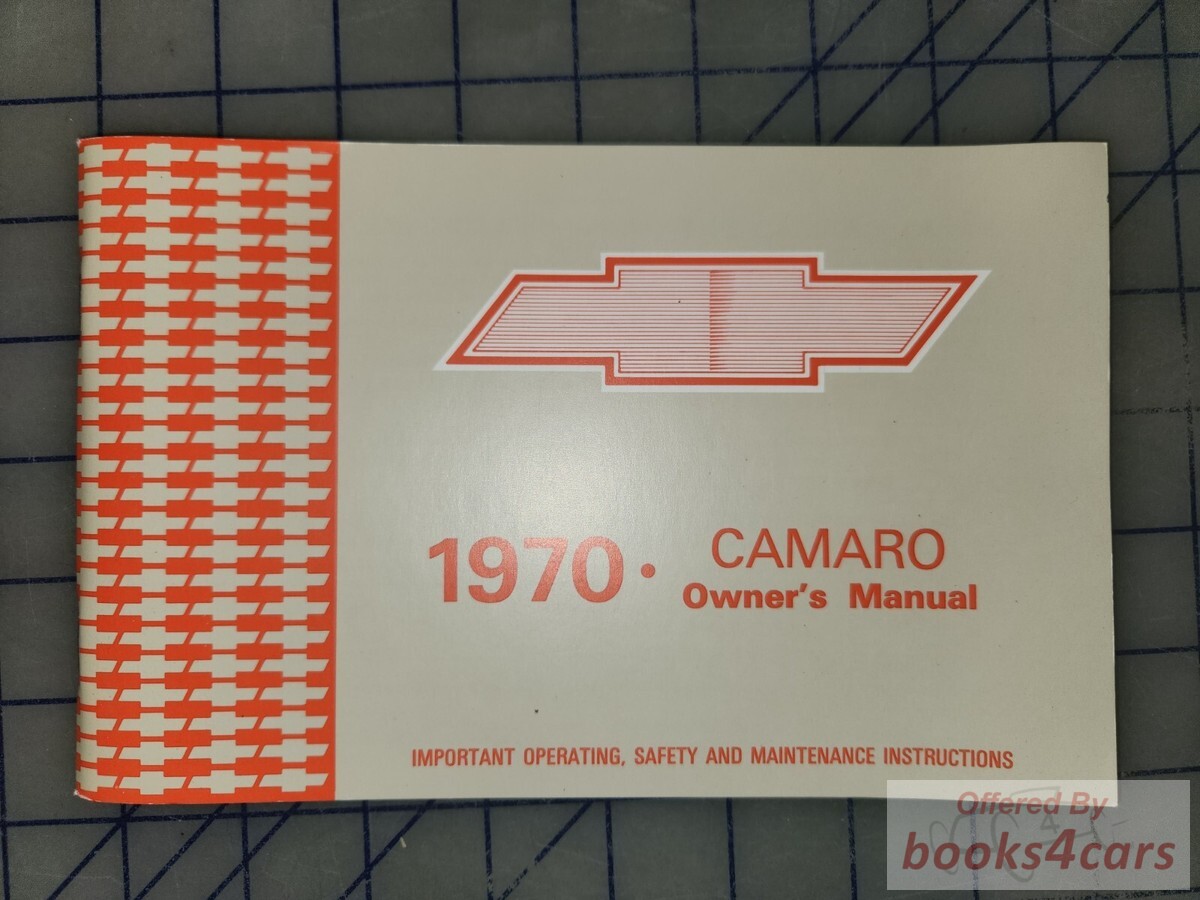 1970 • CAMARO
Owner's Manual
IMPORTANT OPERATING, SAFETY AND MAINTENANCE INSTRUCTIONS
Offered By
books4cars